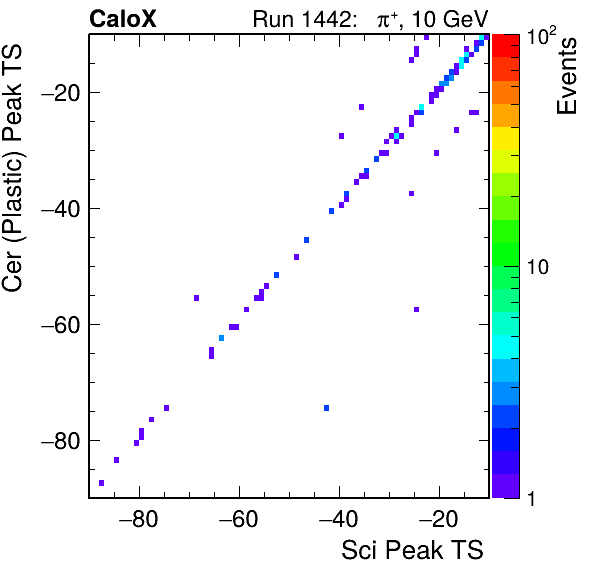 CaloX Run 1442: π⁺, 10 GeV
Cer (Plastic) Peak TS
−20
−40
−60
−80
−80 −60 −40 −20
Sci Peak TS
10²
10
1
Events